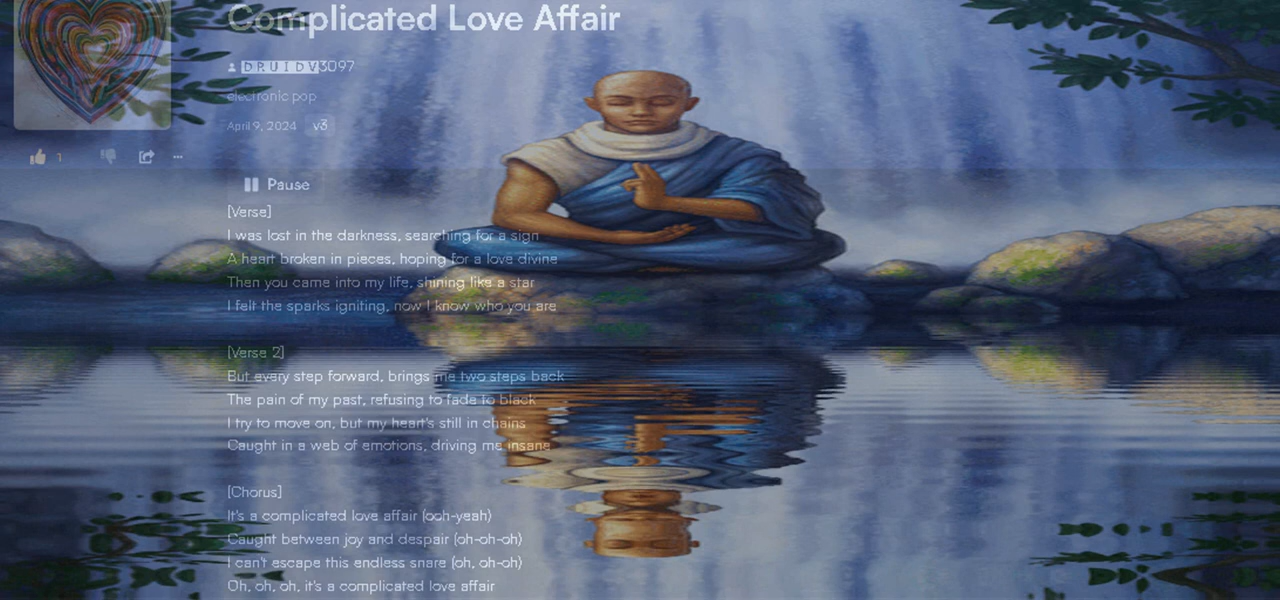 Complicated Love Affair
DRUIDV3097
electronic pop
April 9, 2024 v3
1
Pause
[Verse]
I was lost in the darkness, searching for a sign
A heart broken in pieces, hoping for a love divine
Then you came into my life, shining like a star
I felt the sparks igniting, now I know who you are
[Verse 2]
But every step forward, brings me two steps back
The pain of my past, refusing to fade to black
I try to move on, but my heart's still in chains
Caught in a web of emotions, driving me insane
[Chorus]
It's a complicated love affair (ooh-yeah)
Caught between joy and despair (oh-oh-oh)
I can't escape this endless snare (oh, oh-oh)
Oh, oh, oh, it's a complicated love affair